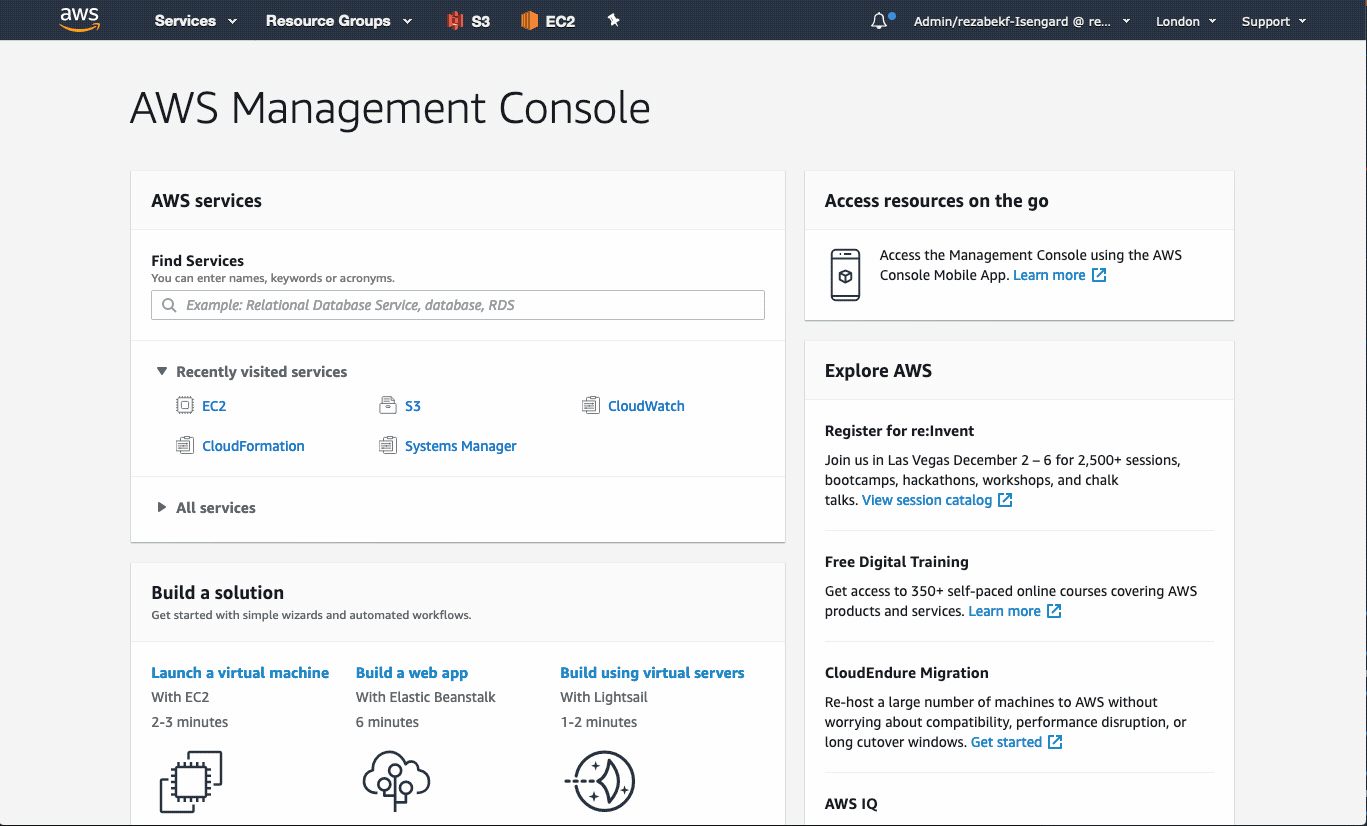 aws Services Resource Groups S3 EC2 Admin/rezabekf-Isengard @ re... London Support
AWS Management Console
AWS services
Find Services
You can enter names, keywords or acronyms.
Example: Relational Database Service, database, RDS
Recently visited services
EC2 S3 CloudWatch
CloudFormation Systems Manager
All services
Build a solution
Get started with simple wizards and automated workflows.
Launch a virtual machine Build a web app Build using virtual servers
With EC2 With Elastic Beanstalk With Lightsail
2-3 minutes 6 minutes 1-2 minutes
Access resources on the go
Access the Management Console using the AWS
Console Mobile App. Learn more
Explore AWS
Register for re:Invent
Join us in Las Vegas December 2 – 6 for 2,500+ sessions,
bootcamps, hackathons, workshops, and chalk
talks. View session catalog
Free Digital Training
Get access to 350+ self-paced online courses covering AWS
products and services. Learn more
CloudEndure Migration
Re-host a large number of machines to AWS without
worrying about compatibility, performance disruption, or
long cutover windows. Get started
AWS IQ